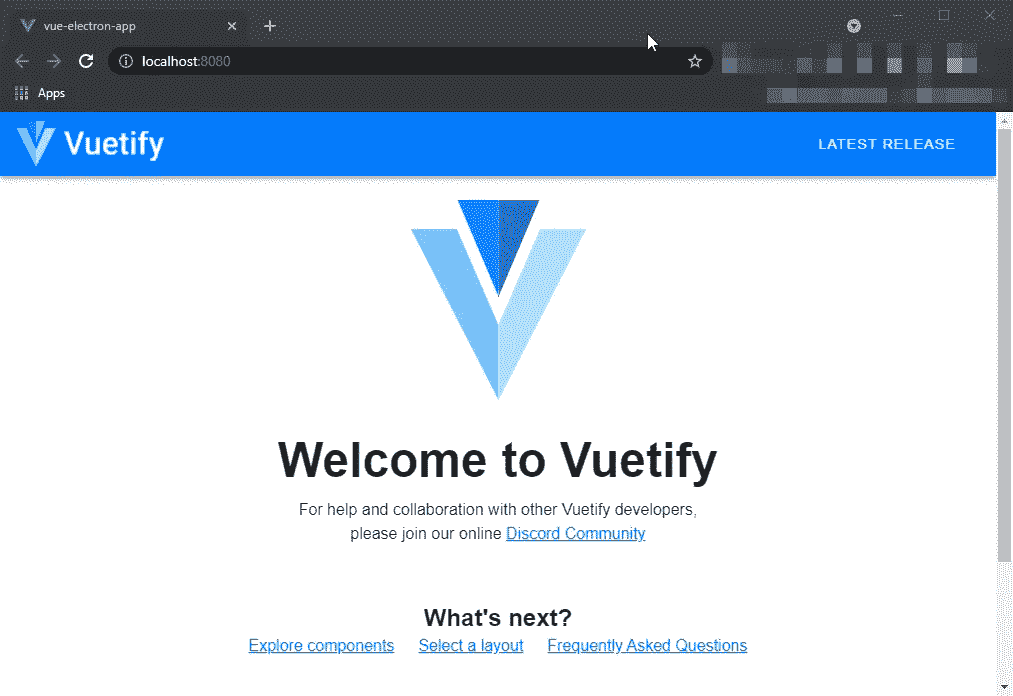 vue-electron-app
localhost:8080
Apps
Vuetify
LATEST RELEASE
Welcome to Vuetify
For help and collaboration with other Vuetify developers,
please join our online Discord Community
What's next?
Explore components Select a layout Frequently Asked Questions